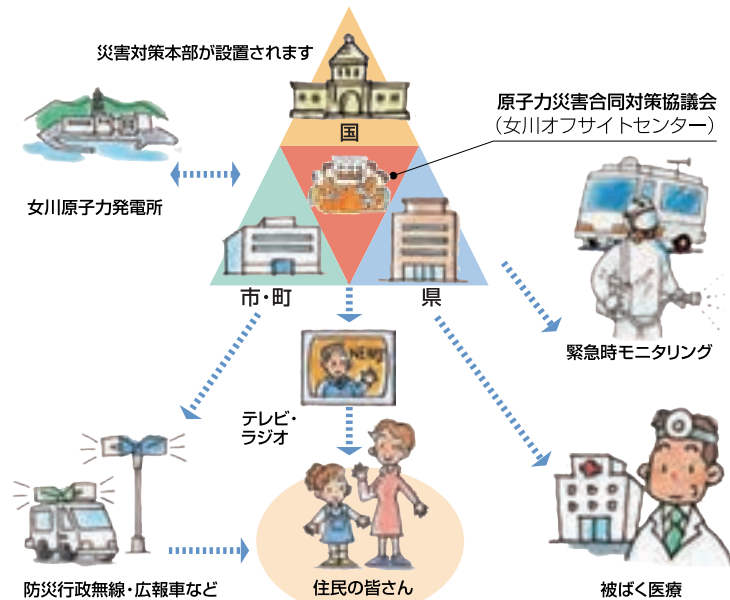 災害対策本部が設置されます
国
原子力災害合同対策協議会
（女川オフサイトセンター）
女川原子力発電所
市・町
県
緊急時モニタリング
NEWS
テレビ・
ラジオ
防災行政無線・広報車など
住民の皆さん
被ばく医療